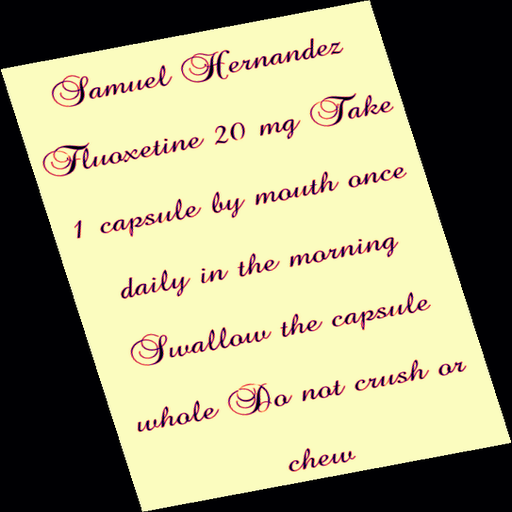 Samuel Hernandez
Fluoxetine 20 mg Take
1 capsule by mouth once
daily in the morning
Swallow the capsule
whole Do not crush or
chew